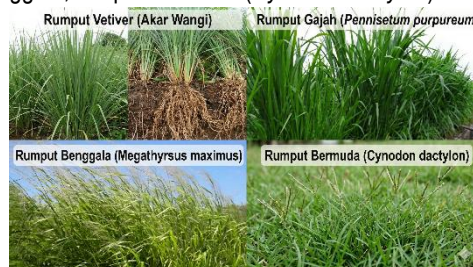 Rumput Vetiver (Akar Wangi)
Rumput Gajah (Pennisetum purpureum
Rumput Benggala (Megathyrsus maximus)
Rumput Bermuda (Cynodon dactylon)